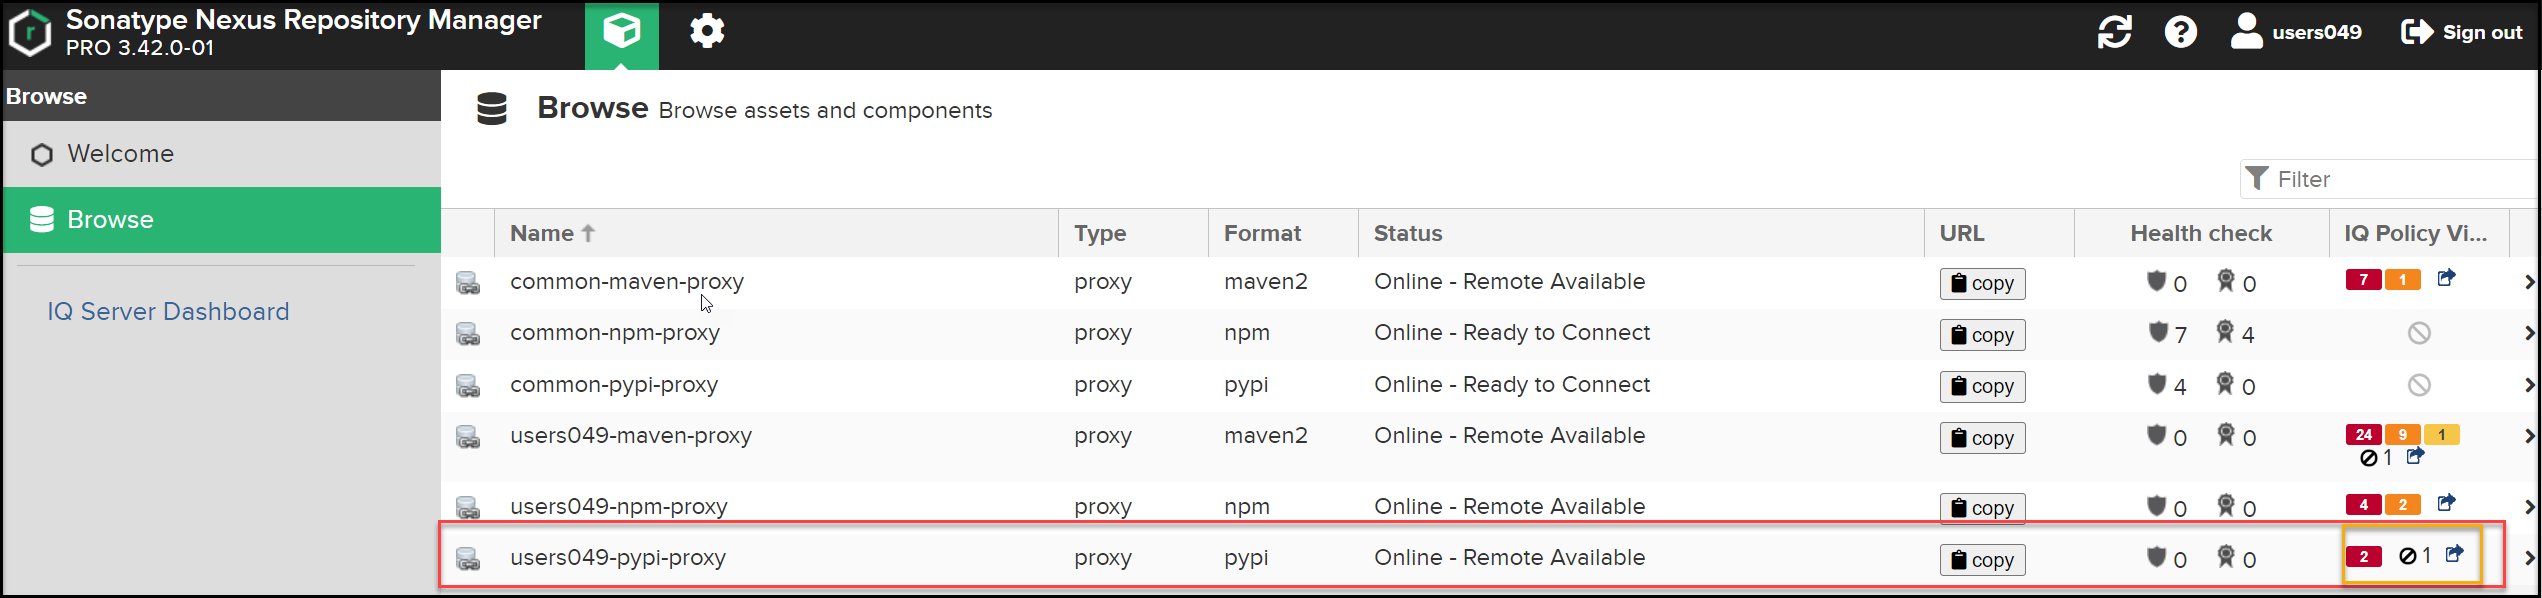 Sonatype Nexus Repository Manager
PRO 3.42.0-01
users049 Sign out
Browse
Welcome
Browse
IQ Server Dashboard
Browse Browse assets and components
Filter
Name Type Format Status URL Health check IQ Policy Vi...
common-maven-proxy proxy maven2 Online - Remote Available copy 0 0 7 1
common-npm-proxy proxy npm Online - Ready to Connect copy 7 4
common-pypi-proxy proxy pypi Online - Ready to Connect copy 4 0
users049-maven-proxy proxy maven2 Online - Remote Available copy 0 0 24 9 1
1
users049-npm-proxy proxy npm Online - Remote Available copy 0 0 4 2
users049-pypi-proxy proxy pypi Online - Remote Available copy 0 0 2 1